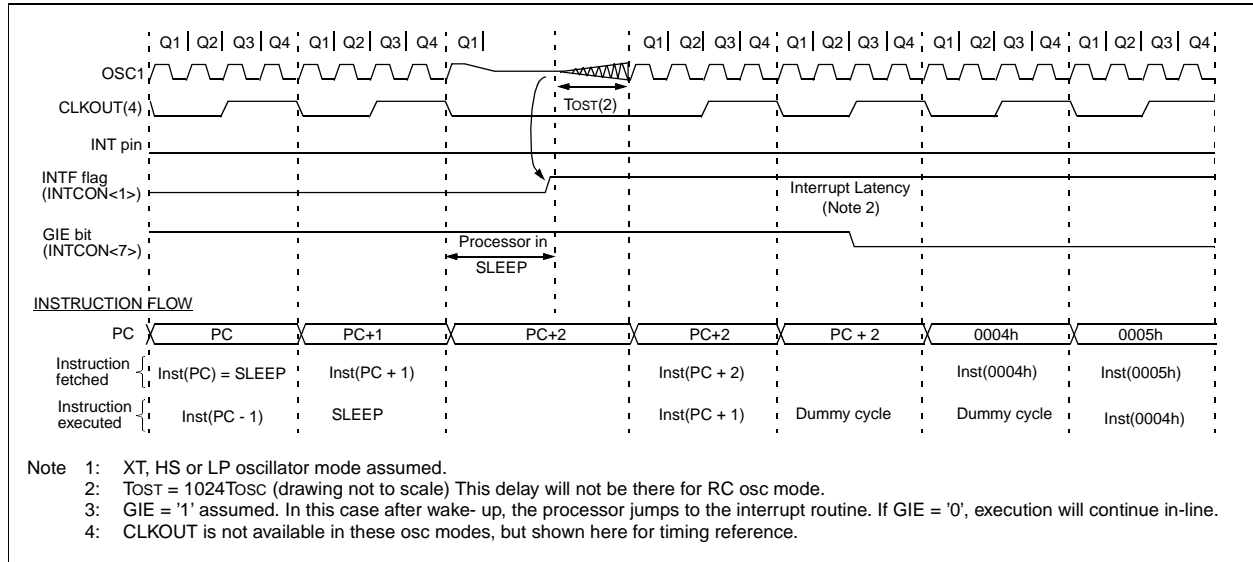 Q1 Q2 Q3 Q4 Q1 Q2 Q3 Q4 Q1 Q1 Q2 Q3 Q4 Q1 Q2 Q3 Q4 Q1 Q2 Q3 Q4 Q1 Q2 Q3 Q4
OSC1
TOST(2)
CLKOUT(4)
INT pin
INTF flag
(INTCON<1>)
Interrupt Latency
(Note 2)
GIE bit
(INTCON<7>)
Processor in
SLEEP
INSTRUCTION FLOW
PC PC PC+1 PC+2 PC+2 PC + 2 0004h 0005h
Instruction
fetched
Inst(PC) = SLEEP Inst(PC + 1) Inst(PC + 2) Inst(0004h) Inst(0005h)
Instruction
executed
Inst(PC - 1) SLEEP Inst(PC + 1) Dummy cycle Dummy cycle Inst(0004h)
Note 1: XT, HS or LP oscillator mode assumed.
2: TOST = 1024TOSC (drawing not to scale) This delay will not be there for RC osc mode.
3: GIE = '1' assumed. In this case after wake- up, the processor jumps to the interrupt routine. If GIE = '0', execution will continue in-line.
4: CLKOUT is not available in these osc modes, but shown here for timing reference.